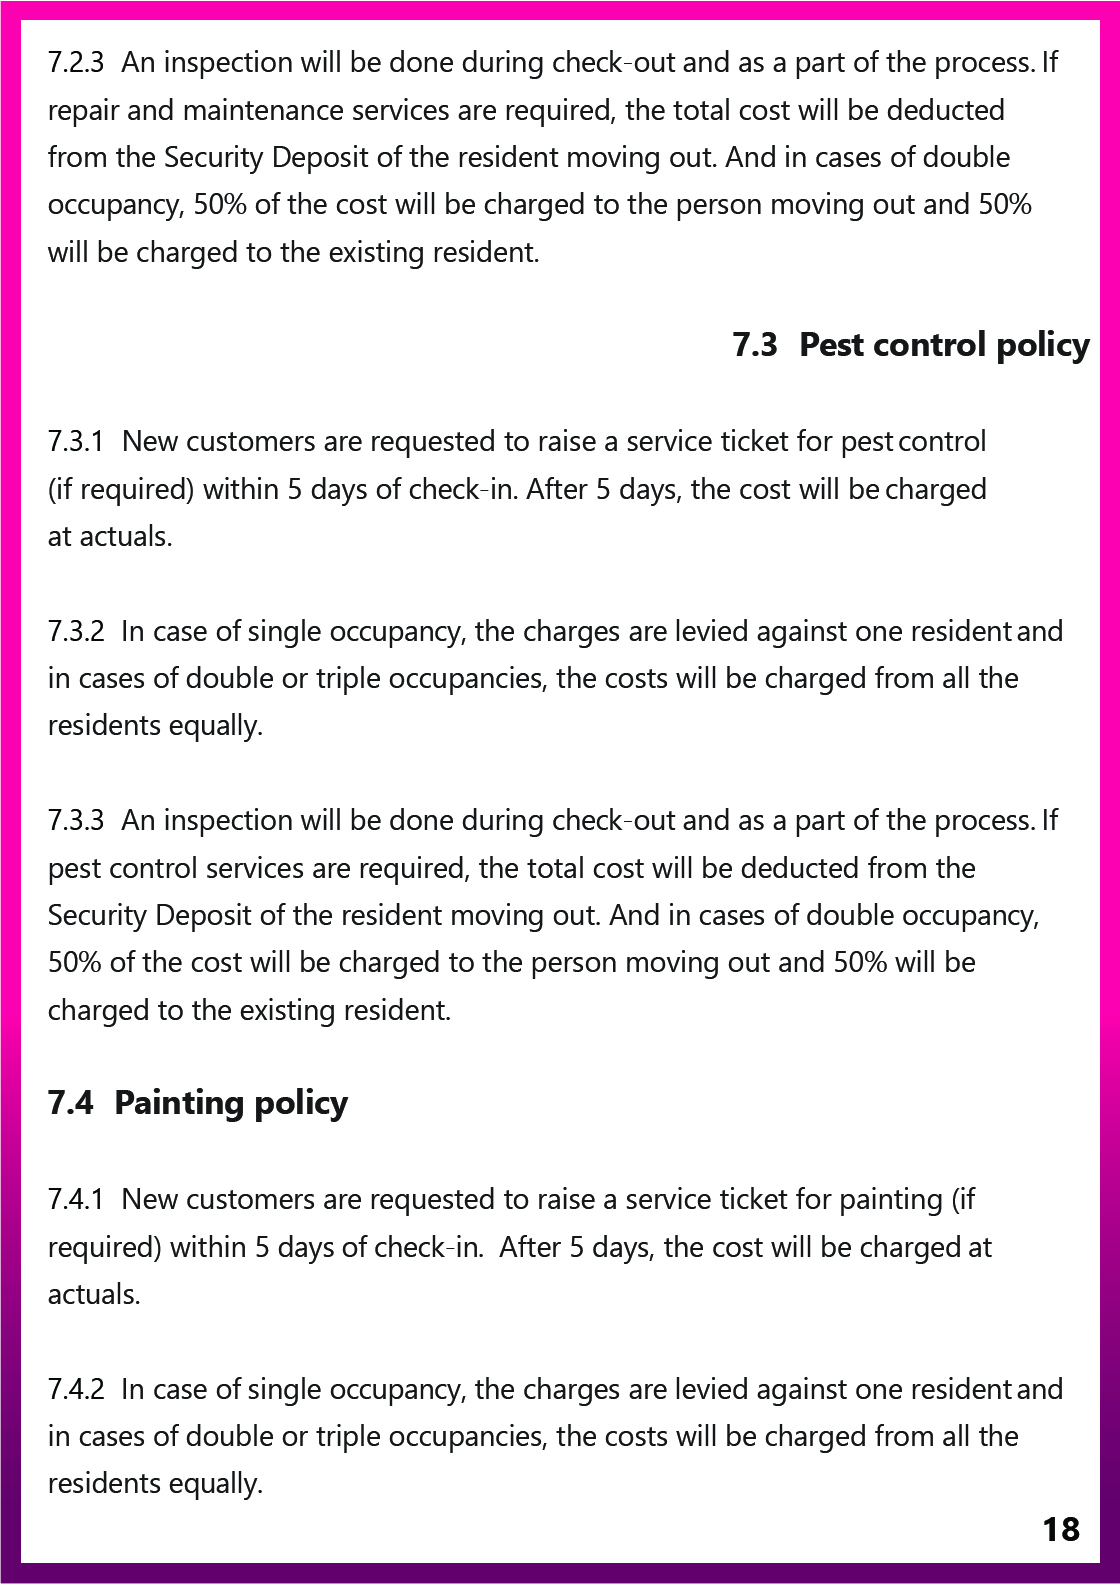 7.2.3 An inspection will be done during check-out and as a part of the process. If
repair and maintenance services are required, the total cost will be deducted
from the Security Deposit of the resident moving out. And in cases of double
occupancy, 50% of the cost will be charged to the person moving out and 50%
will be charged to the existing resident.
7.3 Pest control policy
7.3.1 New customers are requested to raise a service ticket for pest control
(if required) within 5 days of check-in. After 5 days, the cost will be charged
at actuals.
7.3.2 In case of single occupancy, the charges are levied against one resident and
in cases of double or triple occupancies, the costs will be charged from all the
residents equally.
7.3.3 An inspection will be done during check-out and as a part of the process. If
pest control services are required, the total cost will be deducted from the
Security Deposit of the resident moving out. And in cases of double occupancy,
50% of the cost will be charged to the person moving out and 50% will be
charged to the existing resident.
7.4 Painting policy
7.4.1 New customers are requested to raise a service ticket for painting (if
required) within 5 days of check-in. After 5 days, the cost will be charged at
actuals.
7.4.2 In case of single occupancy, the charges are levied against one resident and
in cases of double or triple occupancies, the costs will be charged from all the
residents equally.
18